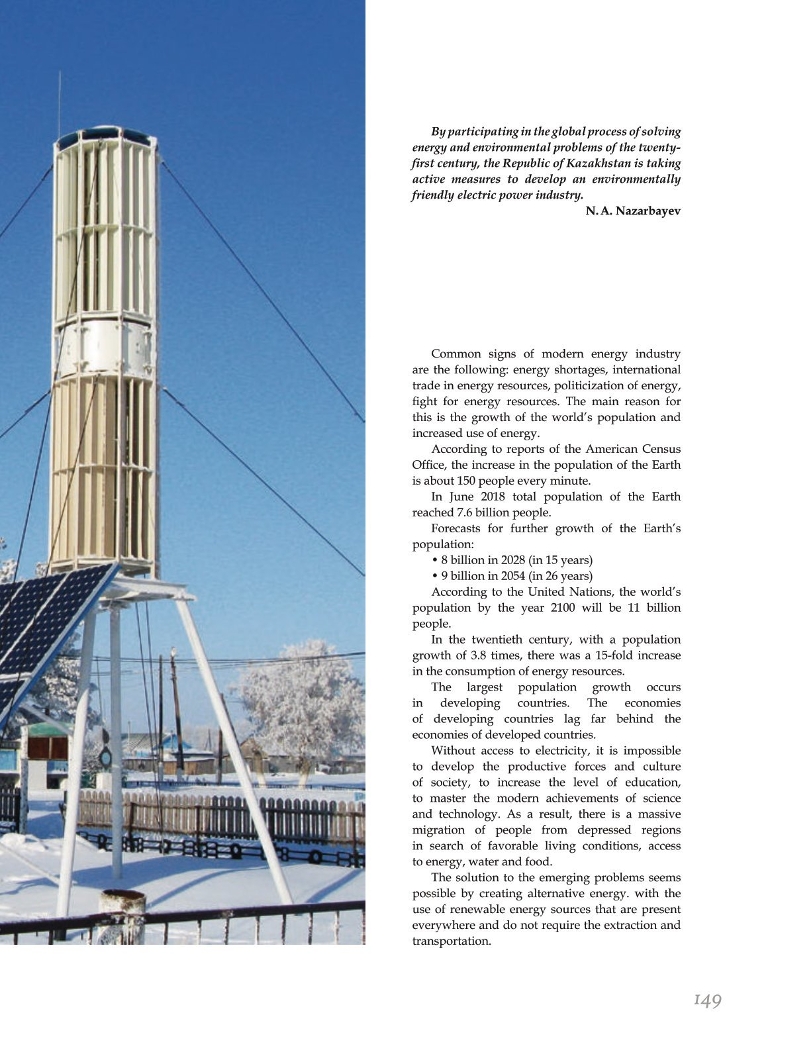 By participating in the global process of solving
energy and environmental problems of the twenty-
first century, the Republic of Kazakhstan is taking
active measures to develop an environmentally
friendly electric power industry.
N. A. Nazarbayev
Common signs of modern energy industry
are the following: energy shortages, international
trade in energy resources, politicization of energy,
fight for energy resources. The main reason for
this is the growth of the world's population and
increased use of energy.
According to reports of the American Census
Office, the increase in the population of the Earth
is about 150 people every minute.
In June 2018 total population of the Earth
reached 7.6 billion people.
Forecasts for further growth of the Earth's
population:
• 8 billion in 2028 (in 15 years)
• 9 billion in 2054 (in 26 years)
According to the United Nations, the world's
population by the year 2100 will be 11 billion
people.
In the twentieth century, with a population
growth of 3.8 times, there was a 15-fold increase
in the consumption of energy resources.
The largest population growth occurs
in developing countries. The economies
of developing countries lag far behind the
economies of developed countries.
Without access to electricity, it is impossible
to develop the productive forces and culture
of society, to increase the level of education,
to master the modern achievements of science
and technology. As a result, there is a massive
migration of people from depressed regions
in search of favorable living conditions, access
to energy, water and food.
The solution to the emerging problems seems
possible by creating alternative energy. with the
use of renewable energy sources that are present
everywhere and do not require the extraction and
transportation.
149